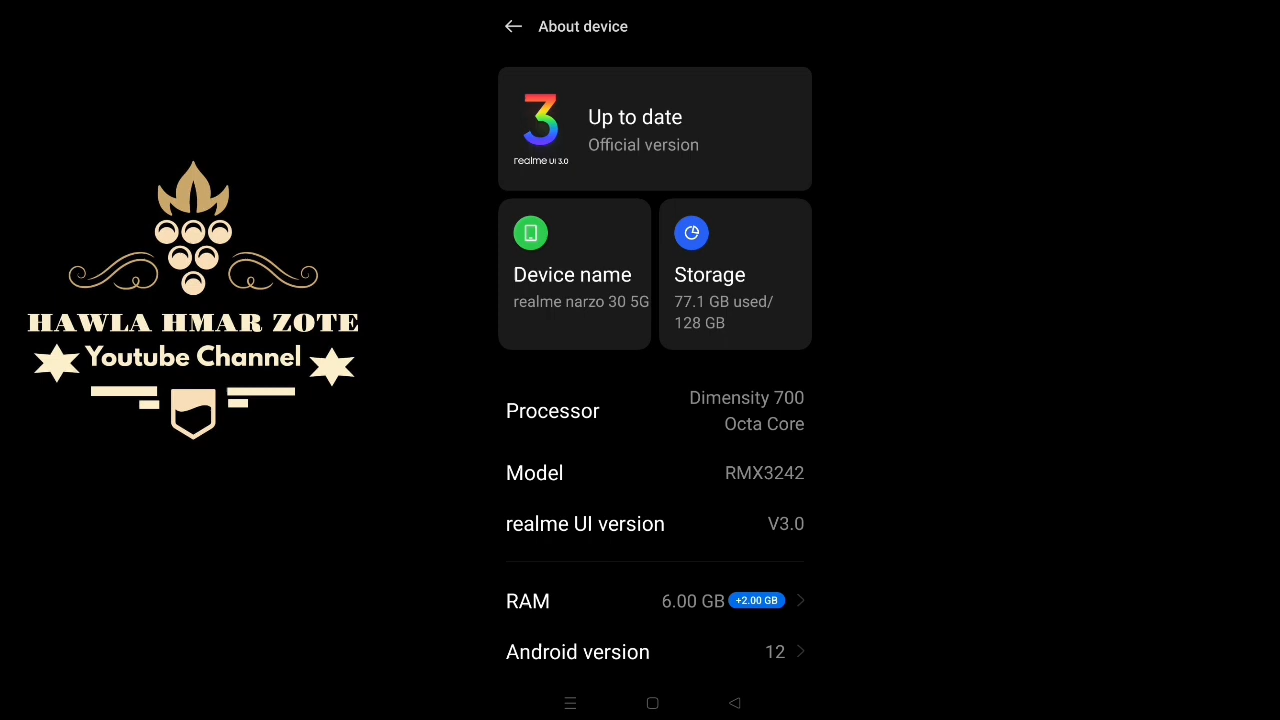 About device
3
realme UI 3.0
Up to date
Official version
Device name
realme narzo 30 5G
Storage
77.1 GB used/
128 GB
HAWLA HMAR ZOTE
Youtube Channel
Processor
Dimensity 700
Octa Core
Model RMX3242
realme UI version V3.0
RAM 6.00 GB +2.00 GB
Android version 12